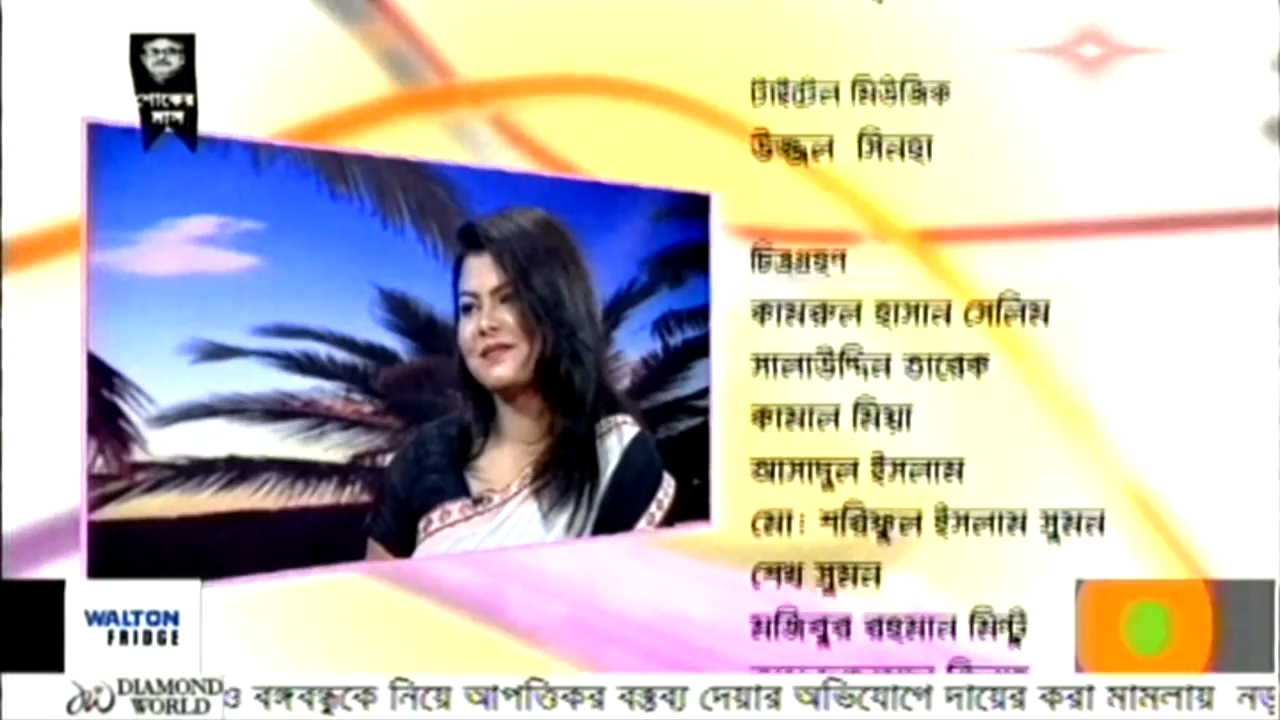 শোকের
মাস
টাইটেল মিউজিক
উজ্জ্বল সিনহা
চিত্রগ্রহণ
কামরুল হাসান সেলিম
সালাউদ্দিন তারেক
কামাল মিয়া
আসাদুল ইসলাম
মো: শরিফুল ইসলাম সুমন
শেখ সুমন
মজিবুর রহমান মিন্টু
WALTON
FRIDGE
DIAMOND
WORLD
ও বঙ্গবন্ধুকে নিয়ে আপত্তিকর বক্তব্য দেয়ার অভিযোগে দায়ের করা মামলায়